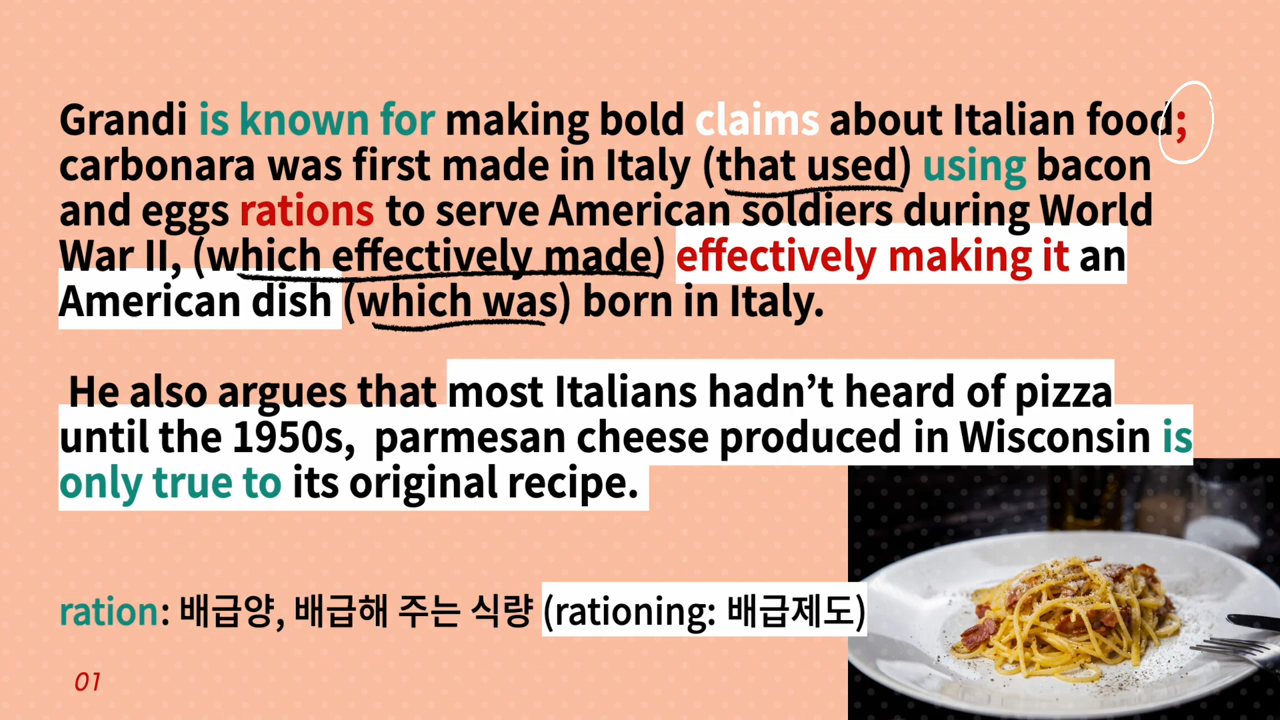 Grandi is known for making bold claims about Italian food;
carbonara was first made in Italy (that used) using bacon
and eggs rations to serve American soldiers during World
War II, (which effectively made) effectively making it an
American dish (which was) born in Italy.
He also argues that most Italians hadn’t heard of pizza
until the 1950s, parmesan cheese produced in Wisconsin is
only true to its original recipe.
ration: 배급양, 배급해 주는 식량 (rationing: 배급제도)
01